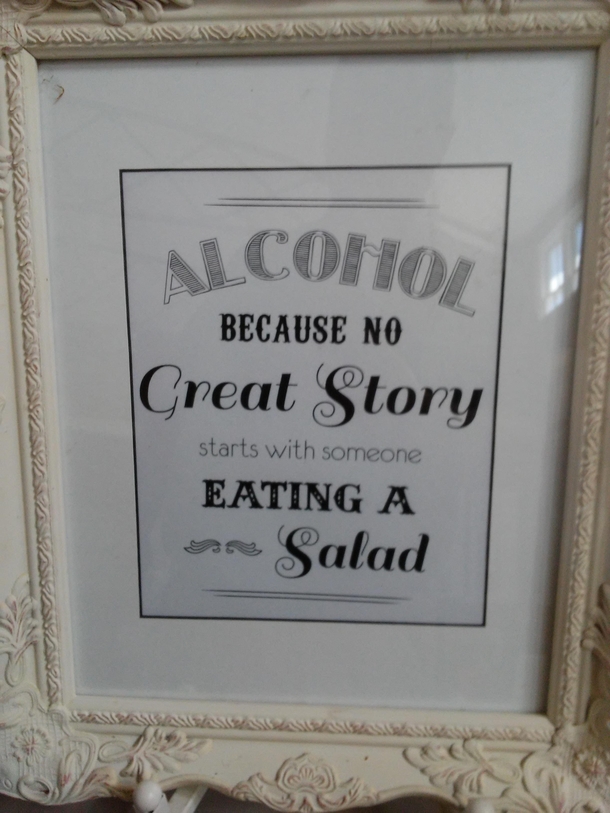 ALCOHOL
BECAUSE NO
Great Story
starts with someone
EATING A
Salad